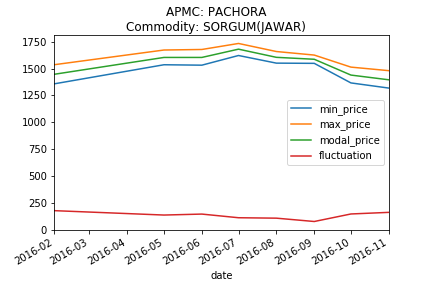 APMC: PACHORA
Commodity: SORGUM(JAWAR)
1750
1500
1250
1000
750
500
250
0
min_price
max_price
modal_price
fluctuation
2016-02
2016-03
2016-04
2016-05
2016-06
2016-07
2016-08
2016-09
2016-10
2016-11
date